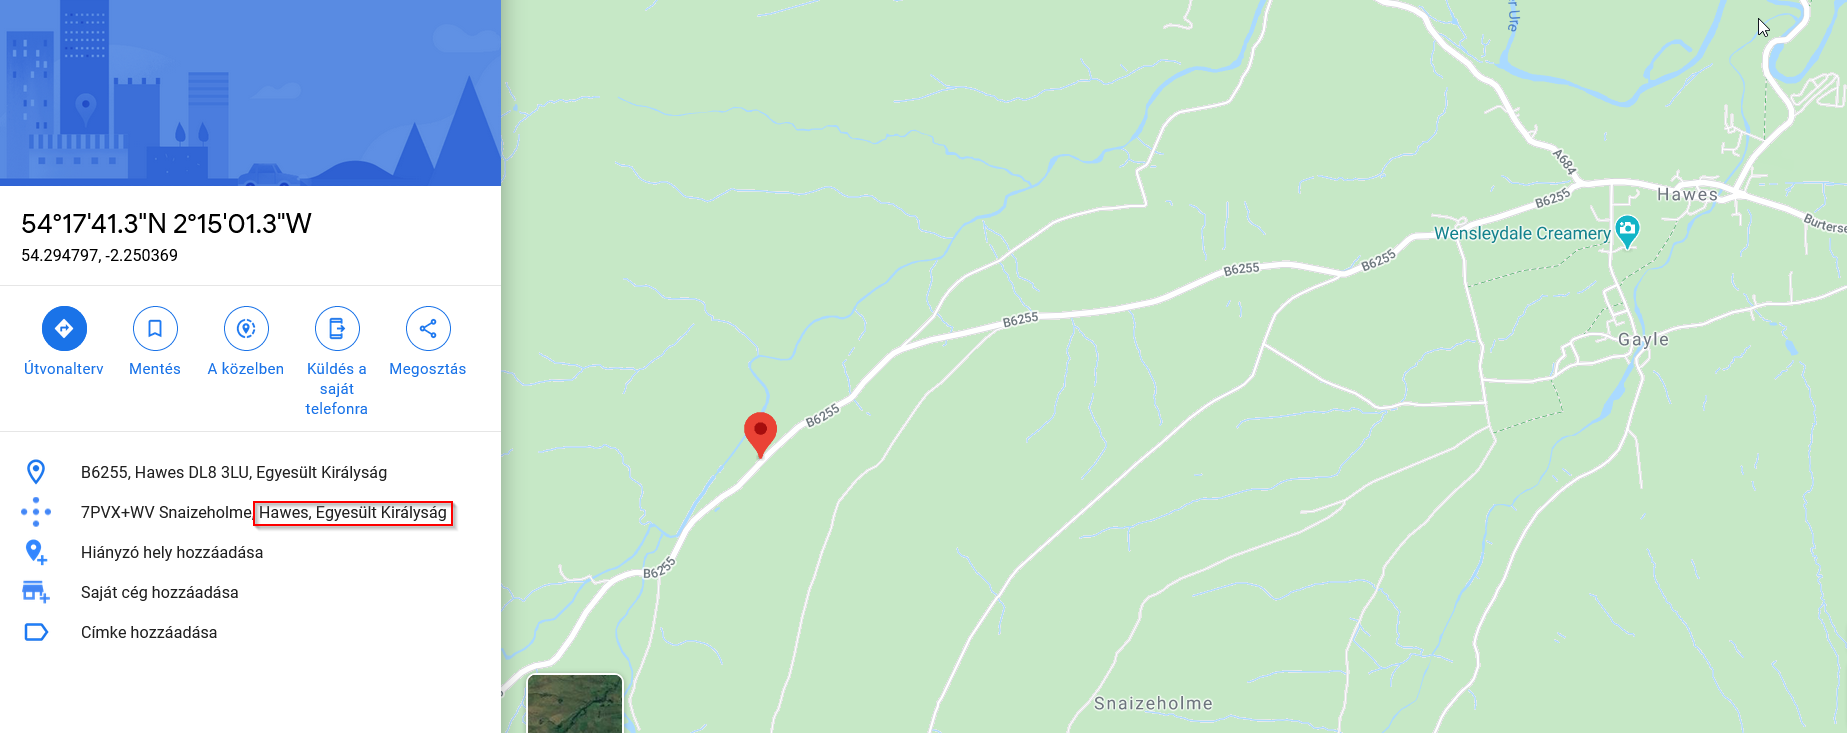 54°17'41.3"N 2°15'01.3"W
54.294797, -2.250369
Útvonalterv
Mentés
A közelben
Küldés a
saját
telefonra
Megosztás
B6255, Hawes DL8 3LU, Egyesült Királyság
7PVX+WV Snaizeholme, Hawes, Egyesült Királyság
Hiányzó hely hozzáadása
Saját cég hozzáadása
Címke hozzáadása
r Ure
A684
Hawes
B6255
Burterse
Wensleydale Creamery
B6255
B6255
B6255
Gayle
B6255
B6255
Snaizeholme